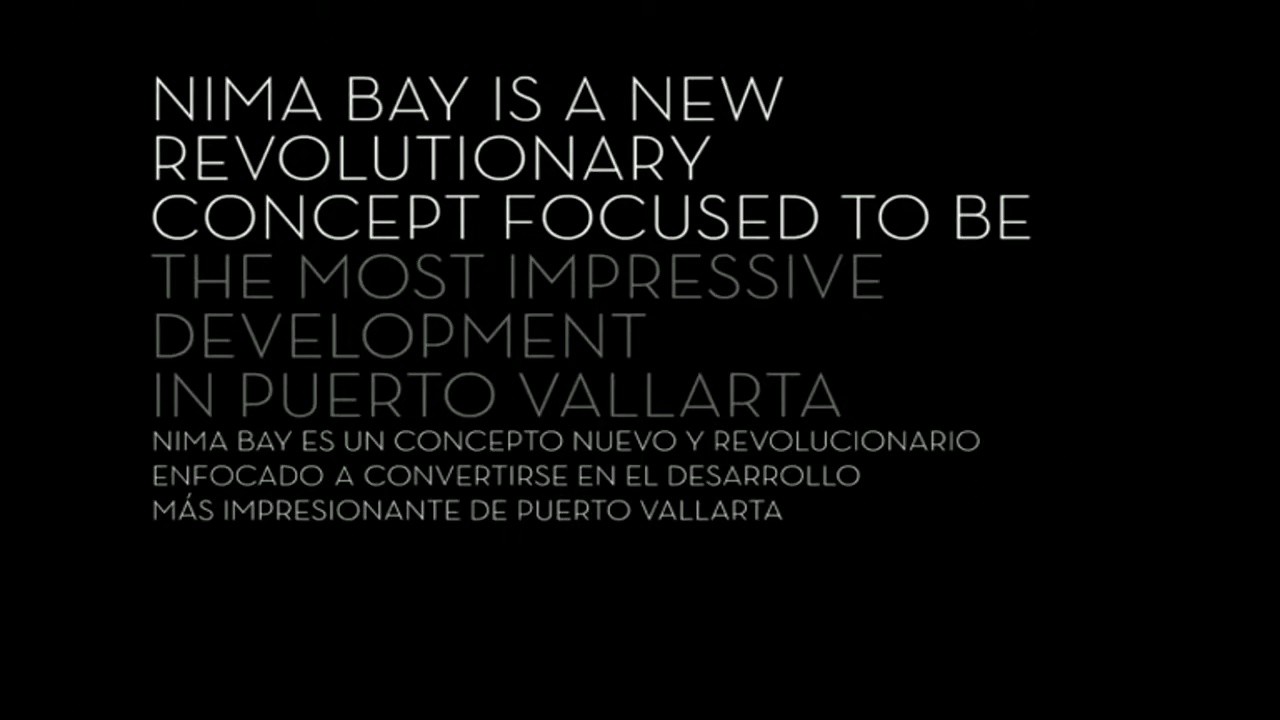 NIMA BAY IS A NEW
REVOLUTIONARY
CONCEPT FOCUSED TO BE
THE MOST IMPRESSIVE
DEVELOPMENT
IN PUERTO VALLARTA
NIMA BAY ES UN CONCEPTO NUEVO Y REVOLUCIONARIO
ENFOCADO A CONVERTIRSE EN EL DESARROLLO
MÁS IMPRESIONANTE DE PUERTO VALLARTA